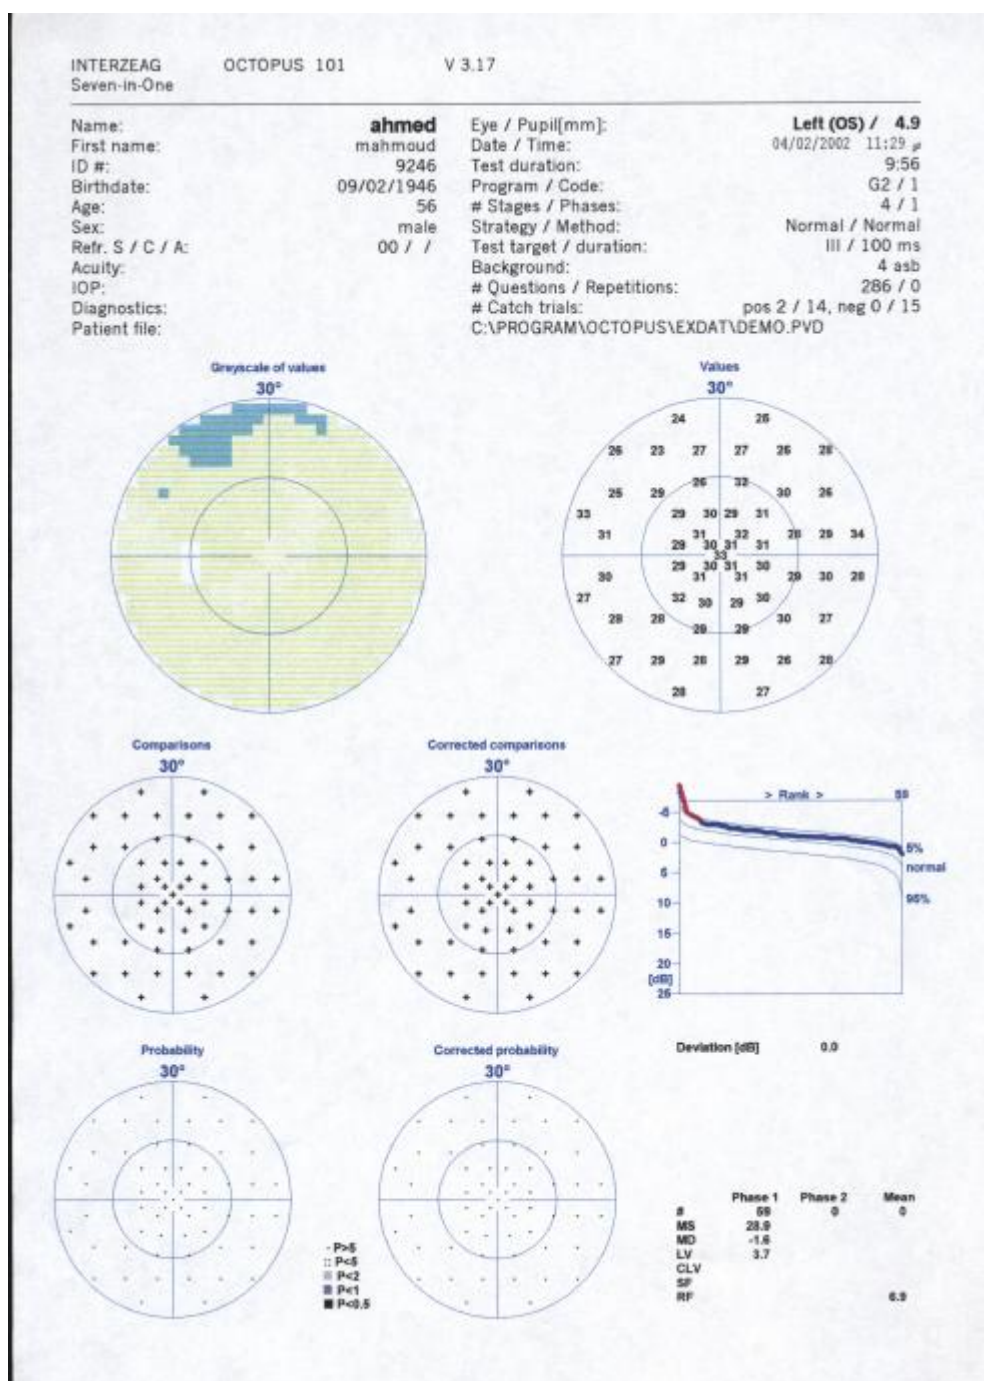 INTERZEAG OCTOPUS 101 V 3.17
Seven-in-One
Name: ahmed
First name: mahmoud
ID #: 9246
Birthdate: 09/02/1946
Age: 56
Sex: male
Refr. S / C / A: 00 / /
Acuity:
IOP:
Diagnostics:
Patient file:
Eye / Pupil[mm]: Left (OS) / 4.9
Date / Time: 04/02/2002 11:29
Test duration: 9:56
Program / Code: G2 / 1
# Stages / Phases: 4 / 1
Strategy / Method: Normal / Normal
Test target / duration: III / 100 ms
Background: 4 asb
# Questions / Repetitions: 286 / 0
# Catch trials: pos 2 / 14, neg 0 / 15
C:\PROGRAM\OCTOPUS\EXDAT\DEMO.PVD
Greyscale of values
30°
Values
30°
24 25
26 23 27 27 26 28
26 32
25 29 30 26
33 29 30 29 31
31 31 32 28 29 34
29 30 31 31
33
29 30 31 30
30 31 31 29 30 28
27 32 30 29 30
28 28 30 27
29 29
27 29 28 29 26 28
28 27
Comparisons
30°
Corrected comparisons
30°
> Rank > 59
-5
0
5
10
15
20
[dB]
25
5%
normal
95%
Probability
30°
Corrected probability
30°
Deviation [dB] 0.0
- P>5
:: P<5
P<2
P<1
P<0.5
Phase 1 Phase 2 Mean
# 59 0 0
MS 28.9
MD -1.6
LV 3.7
CLV
SF
RF 6.9